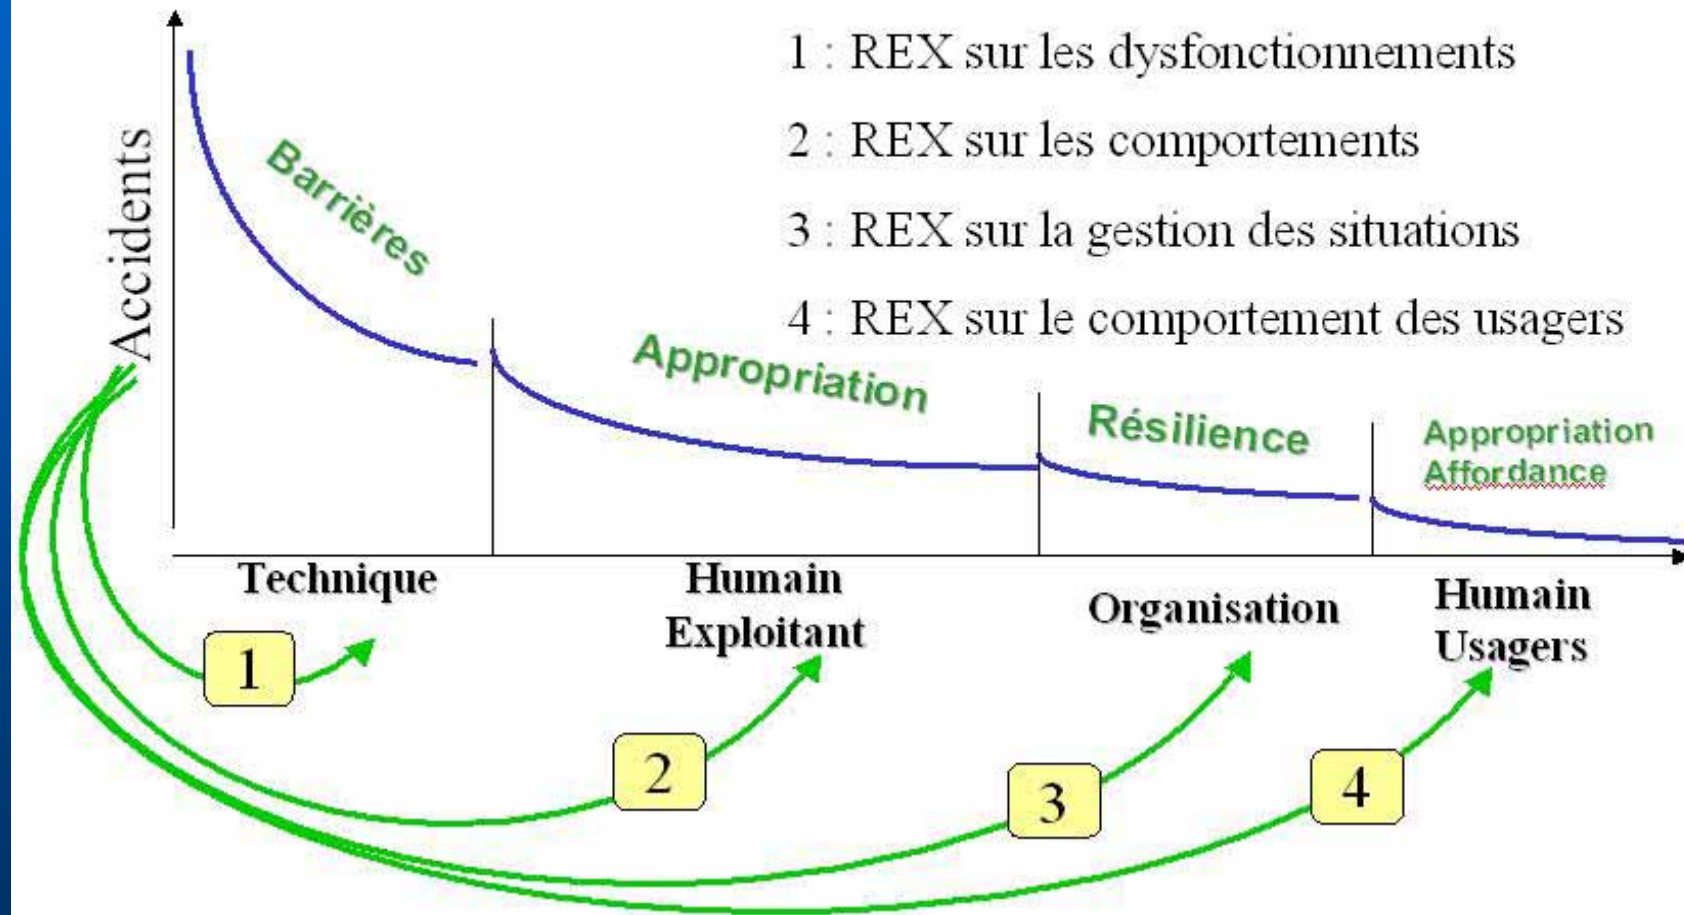 1 : REX sur les dysfonctionnements
2 : REX sur les comportements
3 : REX sur la gestion des situations
4 : REX sur le comportement des usagers
Accidents
Barrières
Appropriation
Résilience
Appropriation
Affordance
Technique
Humain
Exploitant
Organisation
Humain
Usagers
1
2
3
4